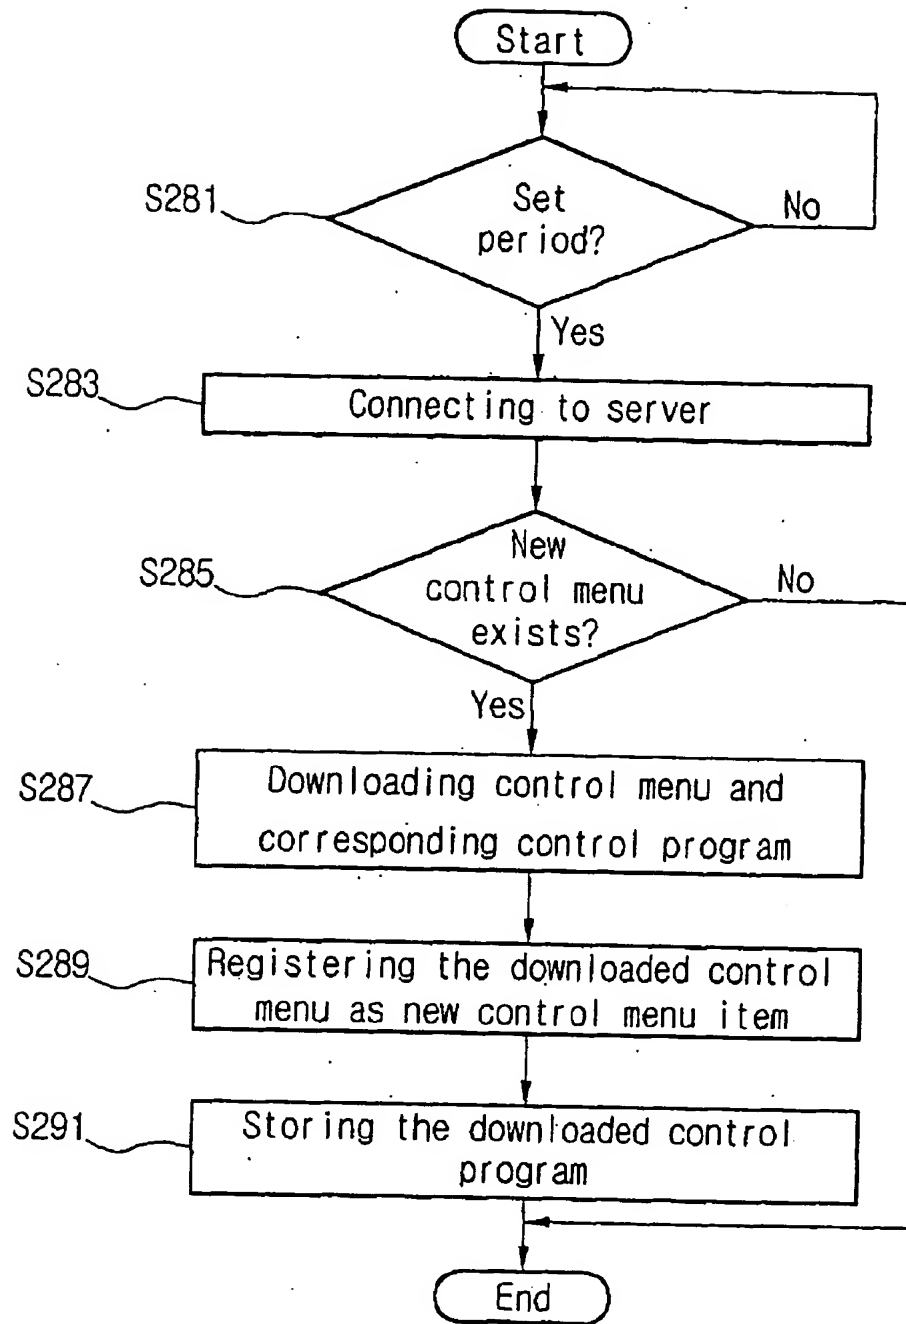 Start
S281
Set
period?
No
Yes
S283
Connecting to server
S285
New
control menu
exists?
No
Yes
S287
Downloading control menu and
corresponding control program
S289
Registering the downloaded control
menu as new control menu item
S291
Storing the downloaded control
program
End